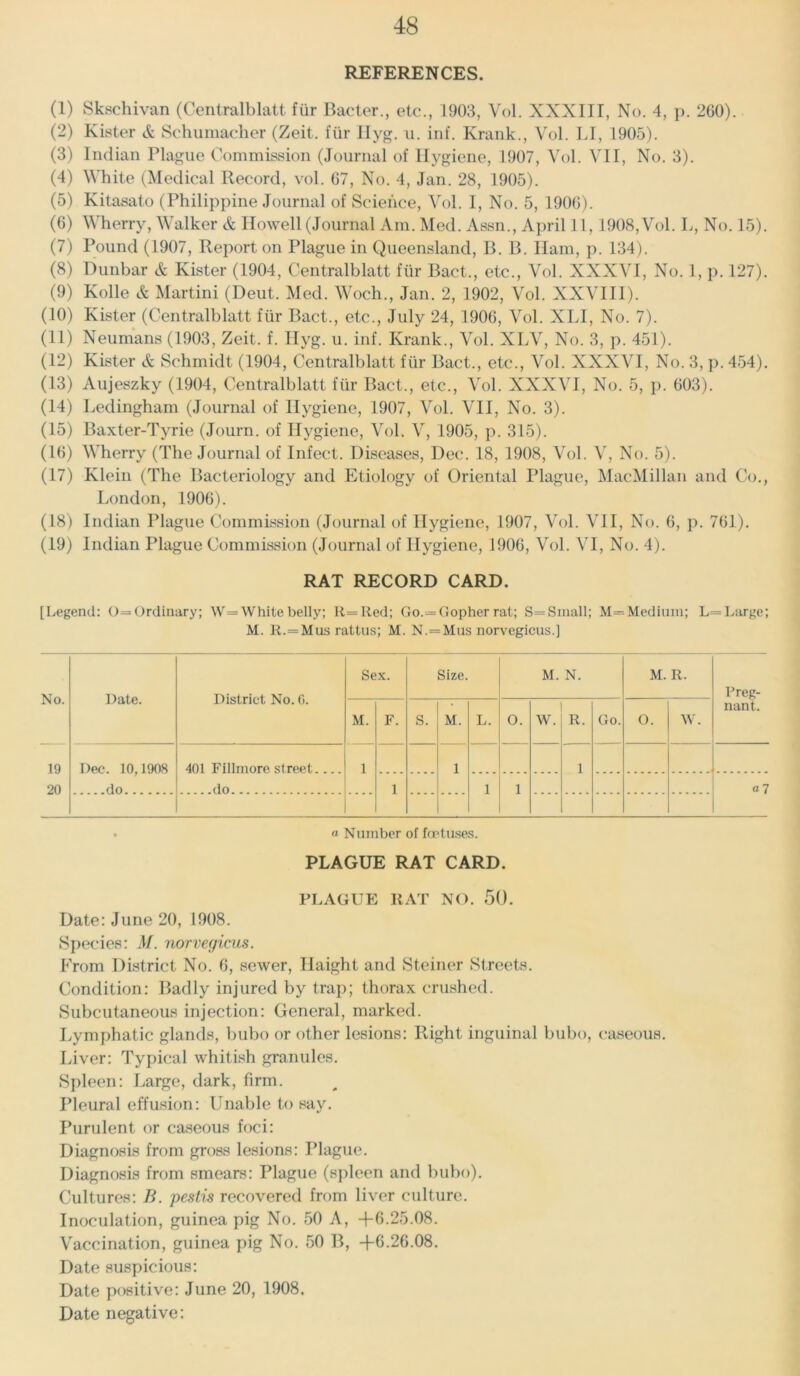 48
REFERENCES.
(1) Skschivan (Centralblatt für Bacter., etc., 1903, Vol. XXXIII, No. 4, p. 260).
(2) Kister & Schumacher (Zeit. für Hyg. u. inf. Krank., Vol. LI, 1905).
(3) Indian Plague Commission (Journal of Hygiene, 1907, Vol. VII, No. 3).
(4) White (Medical Record, vol. 67, No. 4, Jan. 28, 1905).
(5) Kitasato (Philippine Journal of Science, Vol. I, No. 5, 1906).
(6) Wherry, Walker & Howell (Journal Am. Med. Assn., April 11, 1908, Vol. L, No. 15).
(7) Pound (1907, Report on Plague in Queensland, B. B. Ham, p. 134).
(8) Dunbar & Kister (1904, Centralblatt für Bact., etc., Vol. XXXVI, No. 1, p. 127).
(9) Kolle & Martini (Deut. Med. Woch., Jan. 2, 1902, Vol. XXVIII).
(10) Kister (Centralblatt für Bact., etc., July 24, 1906, Vol. XLI, No. 7).
(11) Neumans (1903, Zeit. f. Hyg. u. inf. Krank., Vol. XLV, No. 3, p. 451).
(12) Kister & Schmidt (1904, Centralblatt für Bact., etc., Vol. XXXVI, No. 3, p. 454).
(13) Aujeszky (1904, Centralblatt für Bact., etc., Vol. XXXVI, No. 5, p. 603).
(14) Ledingham (Journal of Hygiene, 1907, Vol. VII, No. 3).
(15) Baxter-Tyrie (Journ. of Hygiene, Vol. V, 1905, p. 315).
(16) Wherry (The Journal of Infect. Diseases, Dec. 18, 1908, Vol. V, No. 5).
(17) Klein (The Bacteriology and Etiology of Oriental Plague, MacMillan and Co.,
London, 1906).
(18) Indian Plague Commission (Journal of Hygiene, 1907, Vol. VII, No. 6, p. 761).
(19) Indian Plague Commission (Journal of Hygiene, 1906, Vol. VI, No. 4).
RAT RECORD CARD.
[Legend: O=Ordinary; W=White belly; R=Red; Go.=Gopher rat; S=Small; M=Medium; L=Large;
M. R.=Mus rattus; M. N.=Mus norvegicus.]
No. Date. District No. 6. Sex. Size. M. N. M. R. Preg-nant.
M. F. S. M. L. O. W. R. Go. O. W.
19 Dec. 10, 1908 401 Fillmore street.... 1 .... .... 1 .... .... .... 1 .... ...... ...... ........
20 .....do....... .....do................ .... 1 .... .... 1 1 .... .... .... ...... ...... a 7
a Number of fœtuses.
PLAGUE RAT CARD.
PLAGUE RAT NO. 50.
Date: June 20, 1908.
Species: M. norvegicus.
From District No. 6, sewer, Haight and Steiner Streets.
Condition: Badly injured by trap; thorax crushed.
Subcutaneous injection: General, marked.
Lymphatic glands, bubo or other lesions: Right inguinal bubo, caseous.
Liver: Typical whitish granules.
Spleen: Large, dark, firm.
Pleural effusion: Unable to say.
Purulent or caseous foci:
Diagnosis from gross lesions: Plague.
Diagnosis from smears: Plague (spleen and bubo).
Cultures: B. pestis recovered from liver culture.
Inoculation, guinea pig No. 50 A, +6.25.08.
Vaccination, guinea pig No. 50 B, +6.26.08.
Date suspicious:
Date positive: June 20, 1908.
Date negative: